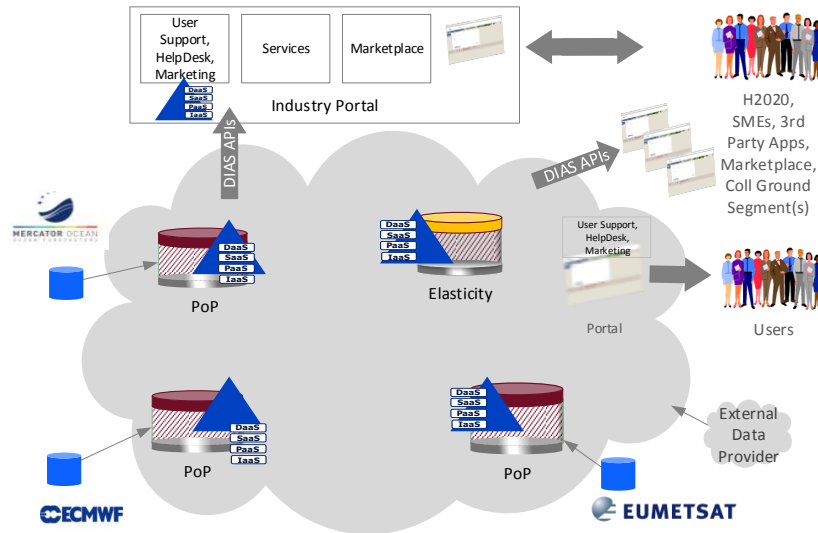 User
Support,
HelpDesk,
Marketing
Services
Marketplace
DaaS
SaaS
PaaS
IaaS
Industry Portal
DIAS APIs
DIAS APIs
H2020,
SMEs, 3rd
Party Apps,
Marketplace,
Coll Ground
Segment(s)
MERCATOR OCEAN
OCEAN FORECASTERS
DaaS
SaaS
PaaS
IaaS
PoP
DaaS
SaaS
PaaS
IaaS
Elasticity
User Support,
HelpDesk,
Marketing
Portal
Users
DaaS
SaaS
PaaS
IaaS
PoP
DaaS
SaaS
PaaS
IaaS
PoP
External
Data
Provider
ECMWF
EUMETSAT